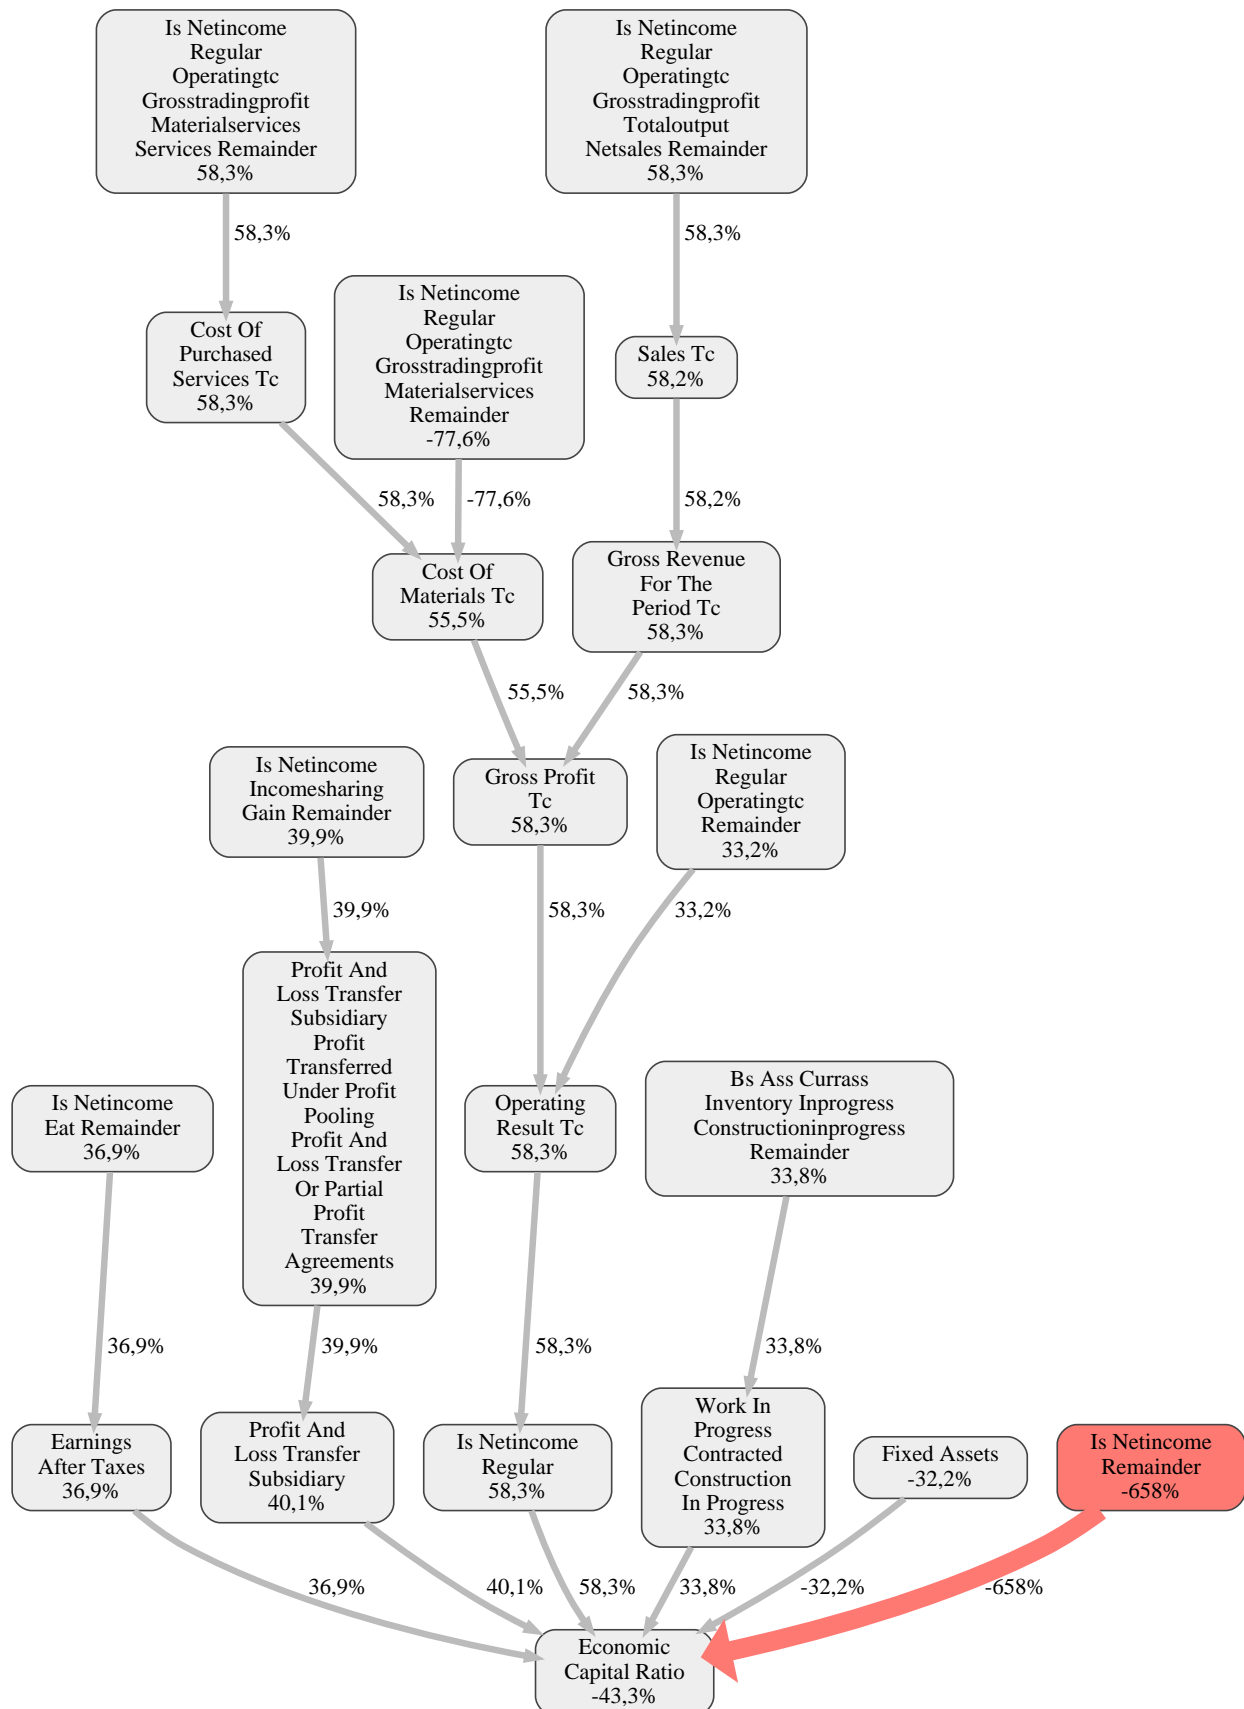 Is Netincome
Regular
Operatingtc
Grosstradingprofit
Materialservices
Services Remainder
58,3%
Is Netincome
Regular
Operatingtc
Grosstradingprofit
Totaloutput
Netsales Remainder
58,3%
58,3%
58,3%
Cost Of
Purchased
Services Tc
58,3%
Is Netincome
Regular
Operatingtc
Grosstradingprofit
Materialservices
Remainder
-77,6%
Sales Tc
58,2%
58,3%
-77,6%
58,2%
Cost Of
Materials Tc
55,5%
Gross Revenue
For The
Period Tc
58,3%
55,5%
58,3%
Is Netincome
Incomesharing
Gain Remainder
39,9%
Gross Profit
Tc
58,3%
Is Netincome
Regular
Operatingtc
Remainder
33,2%
39,9%
58,3%
33,2%
Profit And
Loss Transfer
Subsidiary
Profit
Transferred
Under Profit
Pooling
Profit And
Loss Transfer
Or Partial
Profit
Transfer
Agreements
39,9%
Is Netincome
Eat Remainder
36,9%
Operating
Result Tc
58,3%
Bs Ass Currass
Inventory Inprogress
Constructioninprogress
Remainder
33,8%
36,9%
39,9%
58,3%
33,8%
Earnings
After Taxes
36,9%
Profit And
Loss Transfer
Subsidiary
40,1%
Is Netincome
Regular
58,3%
Work In
Progress
Contracted
Construction
In Progress
33,8%
Fixed Assets
-32,2%
Is Netincome
Remainder
-658%
36,9%
40,1%
58,3%
33,8%
-32,2%
-658%
Economic
Capital Ratio
-43,3%